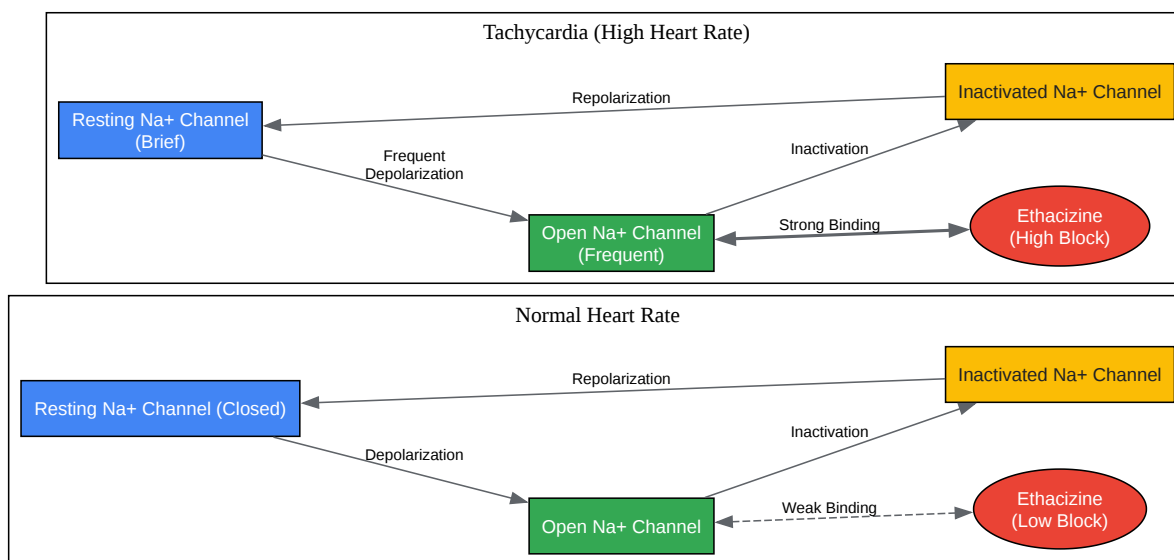 Tachycardia (High Heart Rate)
Inactivated Na+ Channel
Repolarization
Resting Na+ Channel
(Brief)
Frequent
Depolarization
Inactivation
Open Na+ Channel
(Frequent)
Strong Binding
Ethacizine
(High Block)
Normal Heart Rate
Inactivated Na+ Channel
Repolarization
Resting Na+ Channel (Closed)
Inactivation
Depolarization
Open Na+ Channel
Weak Binding
Ethacizine
(Low Block)